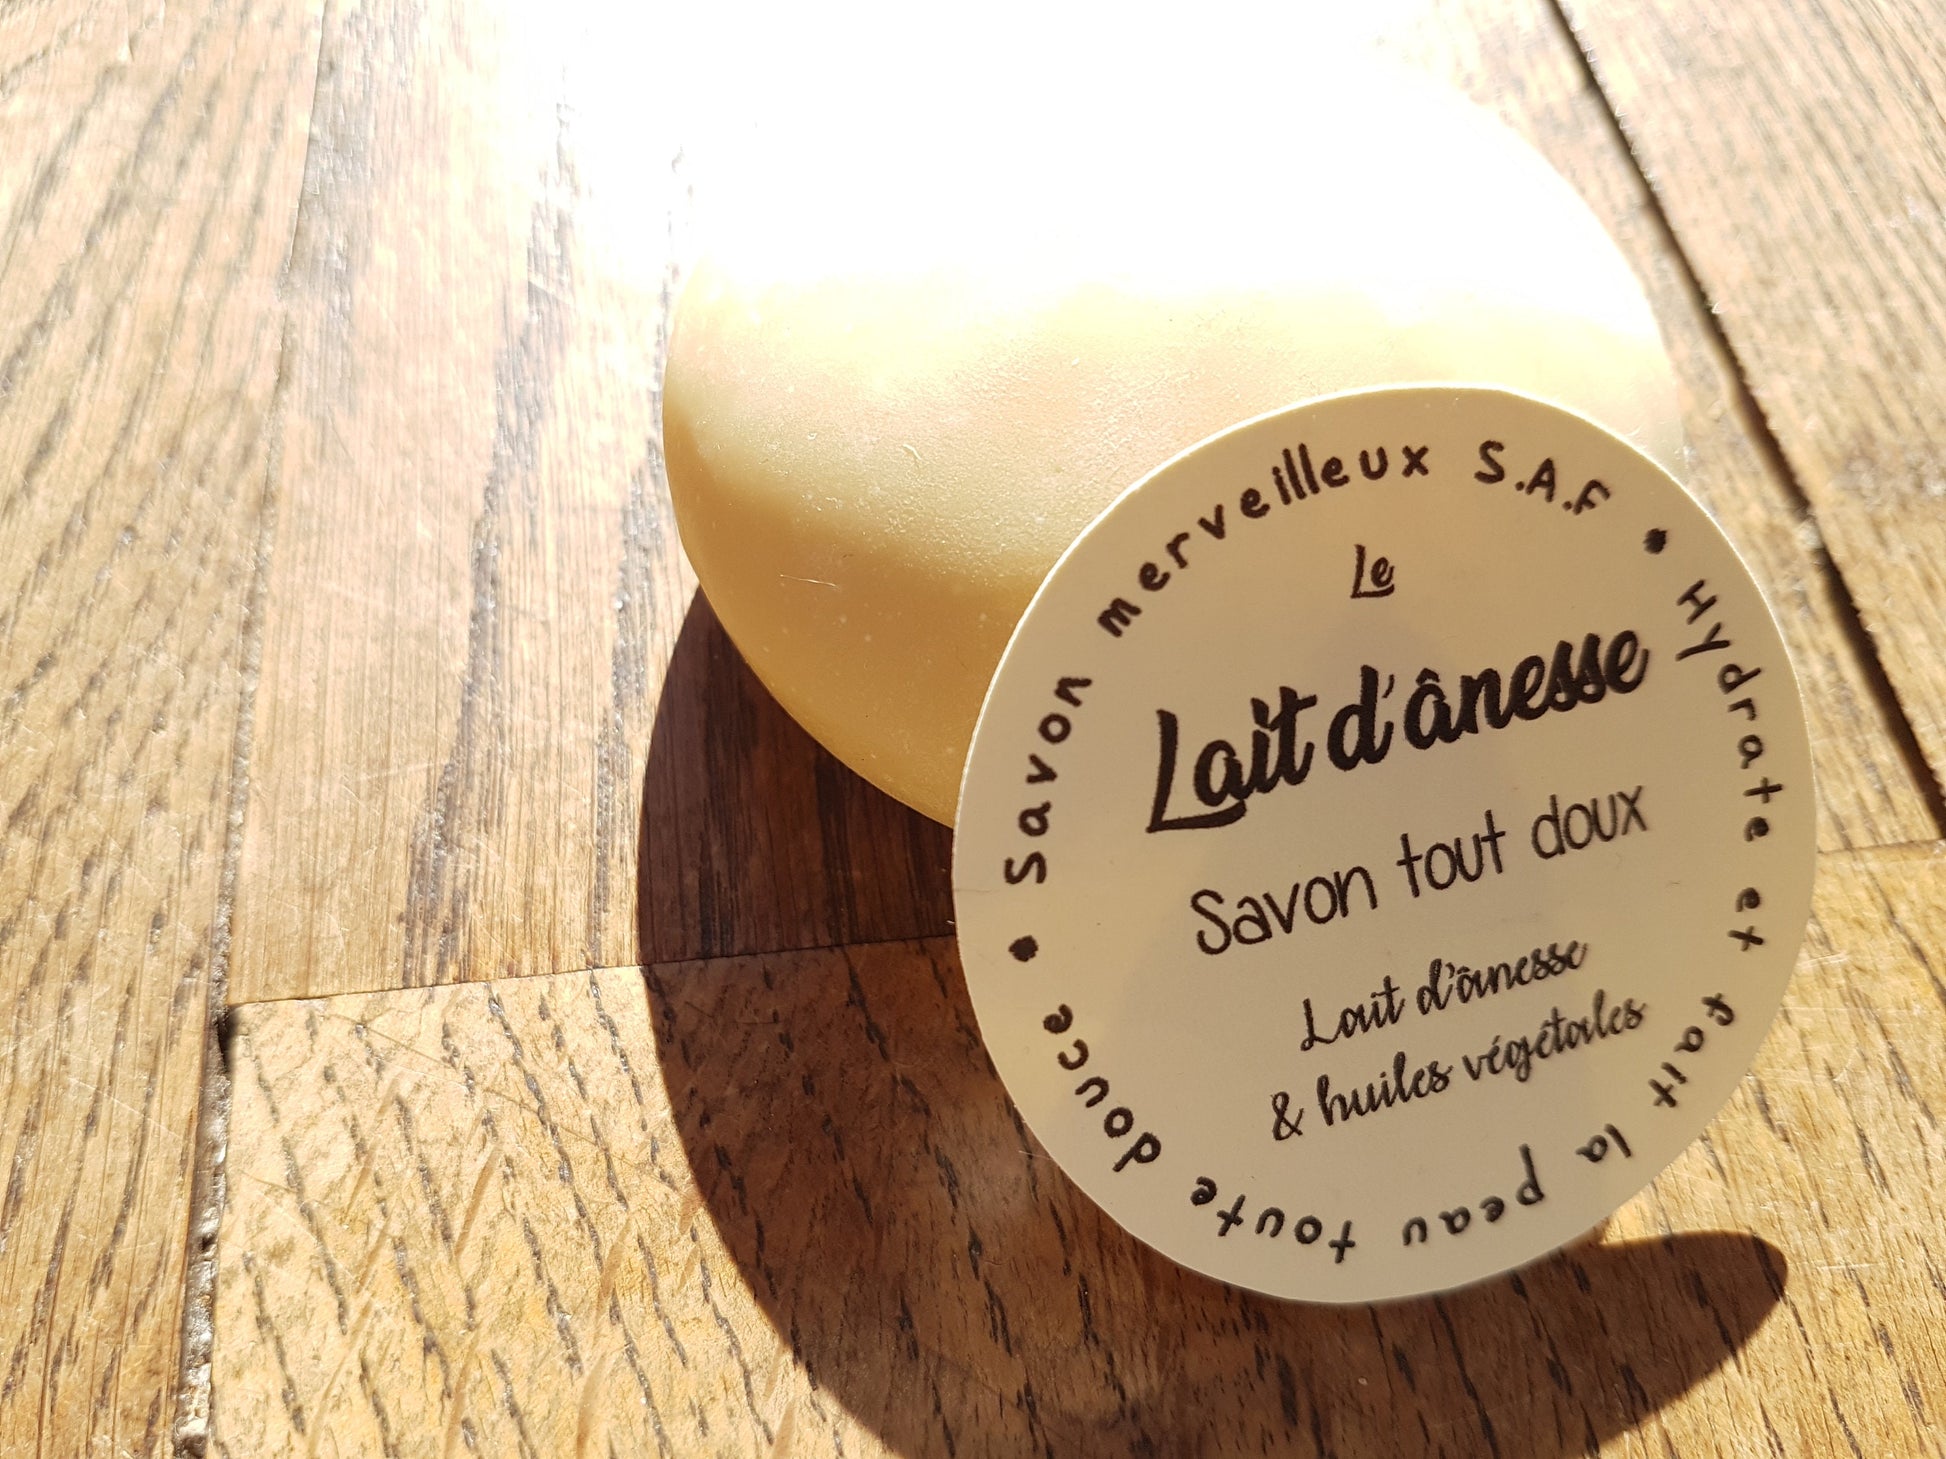 Savon merveilleux S.A.F • Hydrate et fait la peau toute douce •
Le
Lait d'ânesse
Savon tout doux
Lait d'ânesse
& huiles végétales